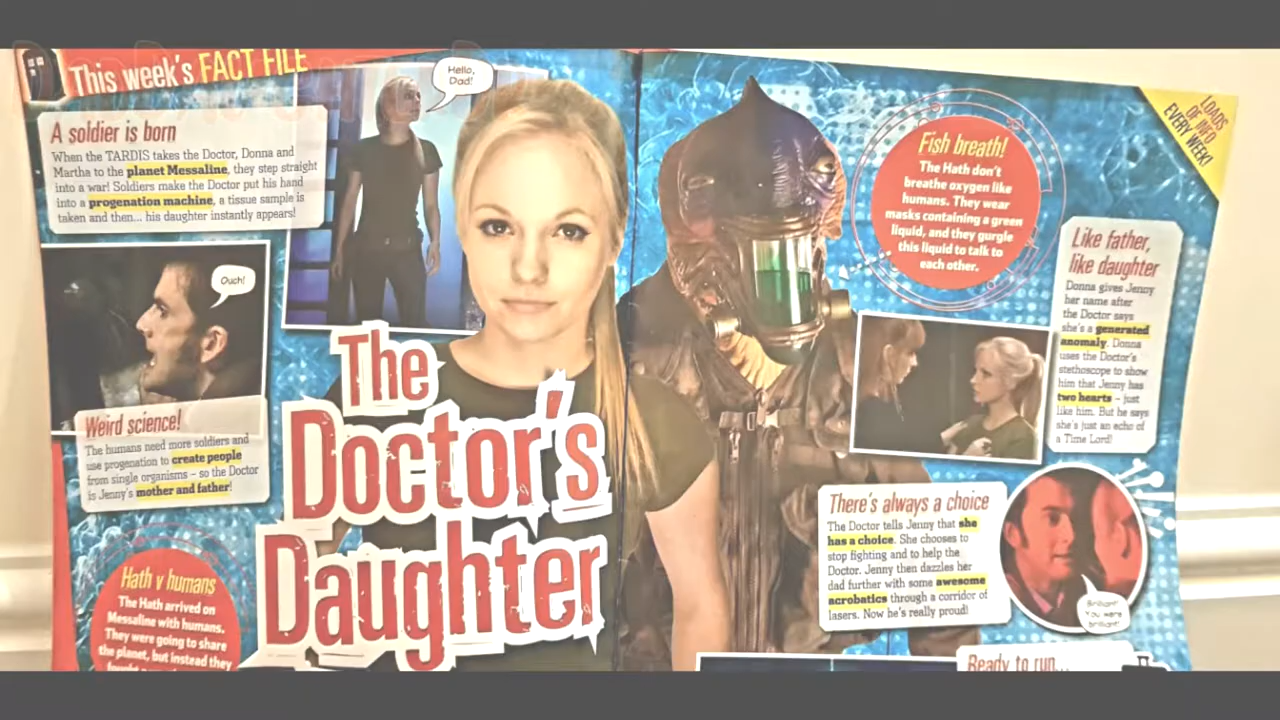 This week's FACT FILE
Hello,
Dad!
A soldier is born
When the TARDIS takes the Doctor, Donna and
Martha to the planet Messaline, they step straight
into a war! Soldiers make the Doctor put his hand
into a progenation machine, a tissue sample is
taken and then... his daughter instantly appears!
Ouch!
Weird science!
The humans need more soldiers and
use progenation to create people
from single organisms – so the Doctor
is Jenny's mother and father!
Hath v humans
The Hath arrived on
Messaline with humans.
They were going to share
the planet, but instead they
The
Doctor's
Daughter
Fish breath!
The Hath don't
breathe oxygen like
humans. They wear
masks containing a green
liquid, and they gurgle
this liquid to talk to
each other.
LOADS
OF INFO
EVERY WEEK!
Like father,
like daughter
Donna gives Jenny
her name after
the Doctor says
she's a generated
anomaly. Donna
uses the Doctor's
stethoscope to show
him that Jenny has
two hearts – just
like him. But he says
she's just an echo of
a Time Lord!
There's always a choice
The Doctor tells Jenny that she
has a choice. She chooses to
stop fighting and to help the
Doctor. Jenny then dazzles her
dad further with some awesome
acrobatics through a corridor of
lasers. Now he's really proud!
Brilliant!
You were
brilliant!
Ready to run...